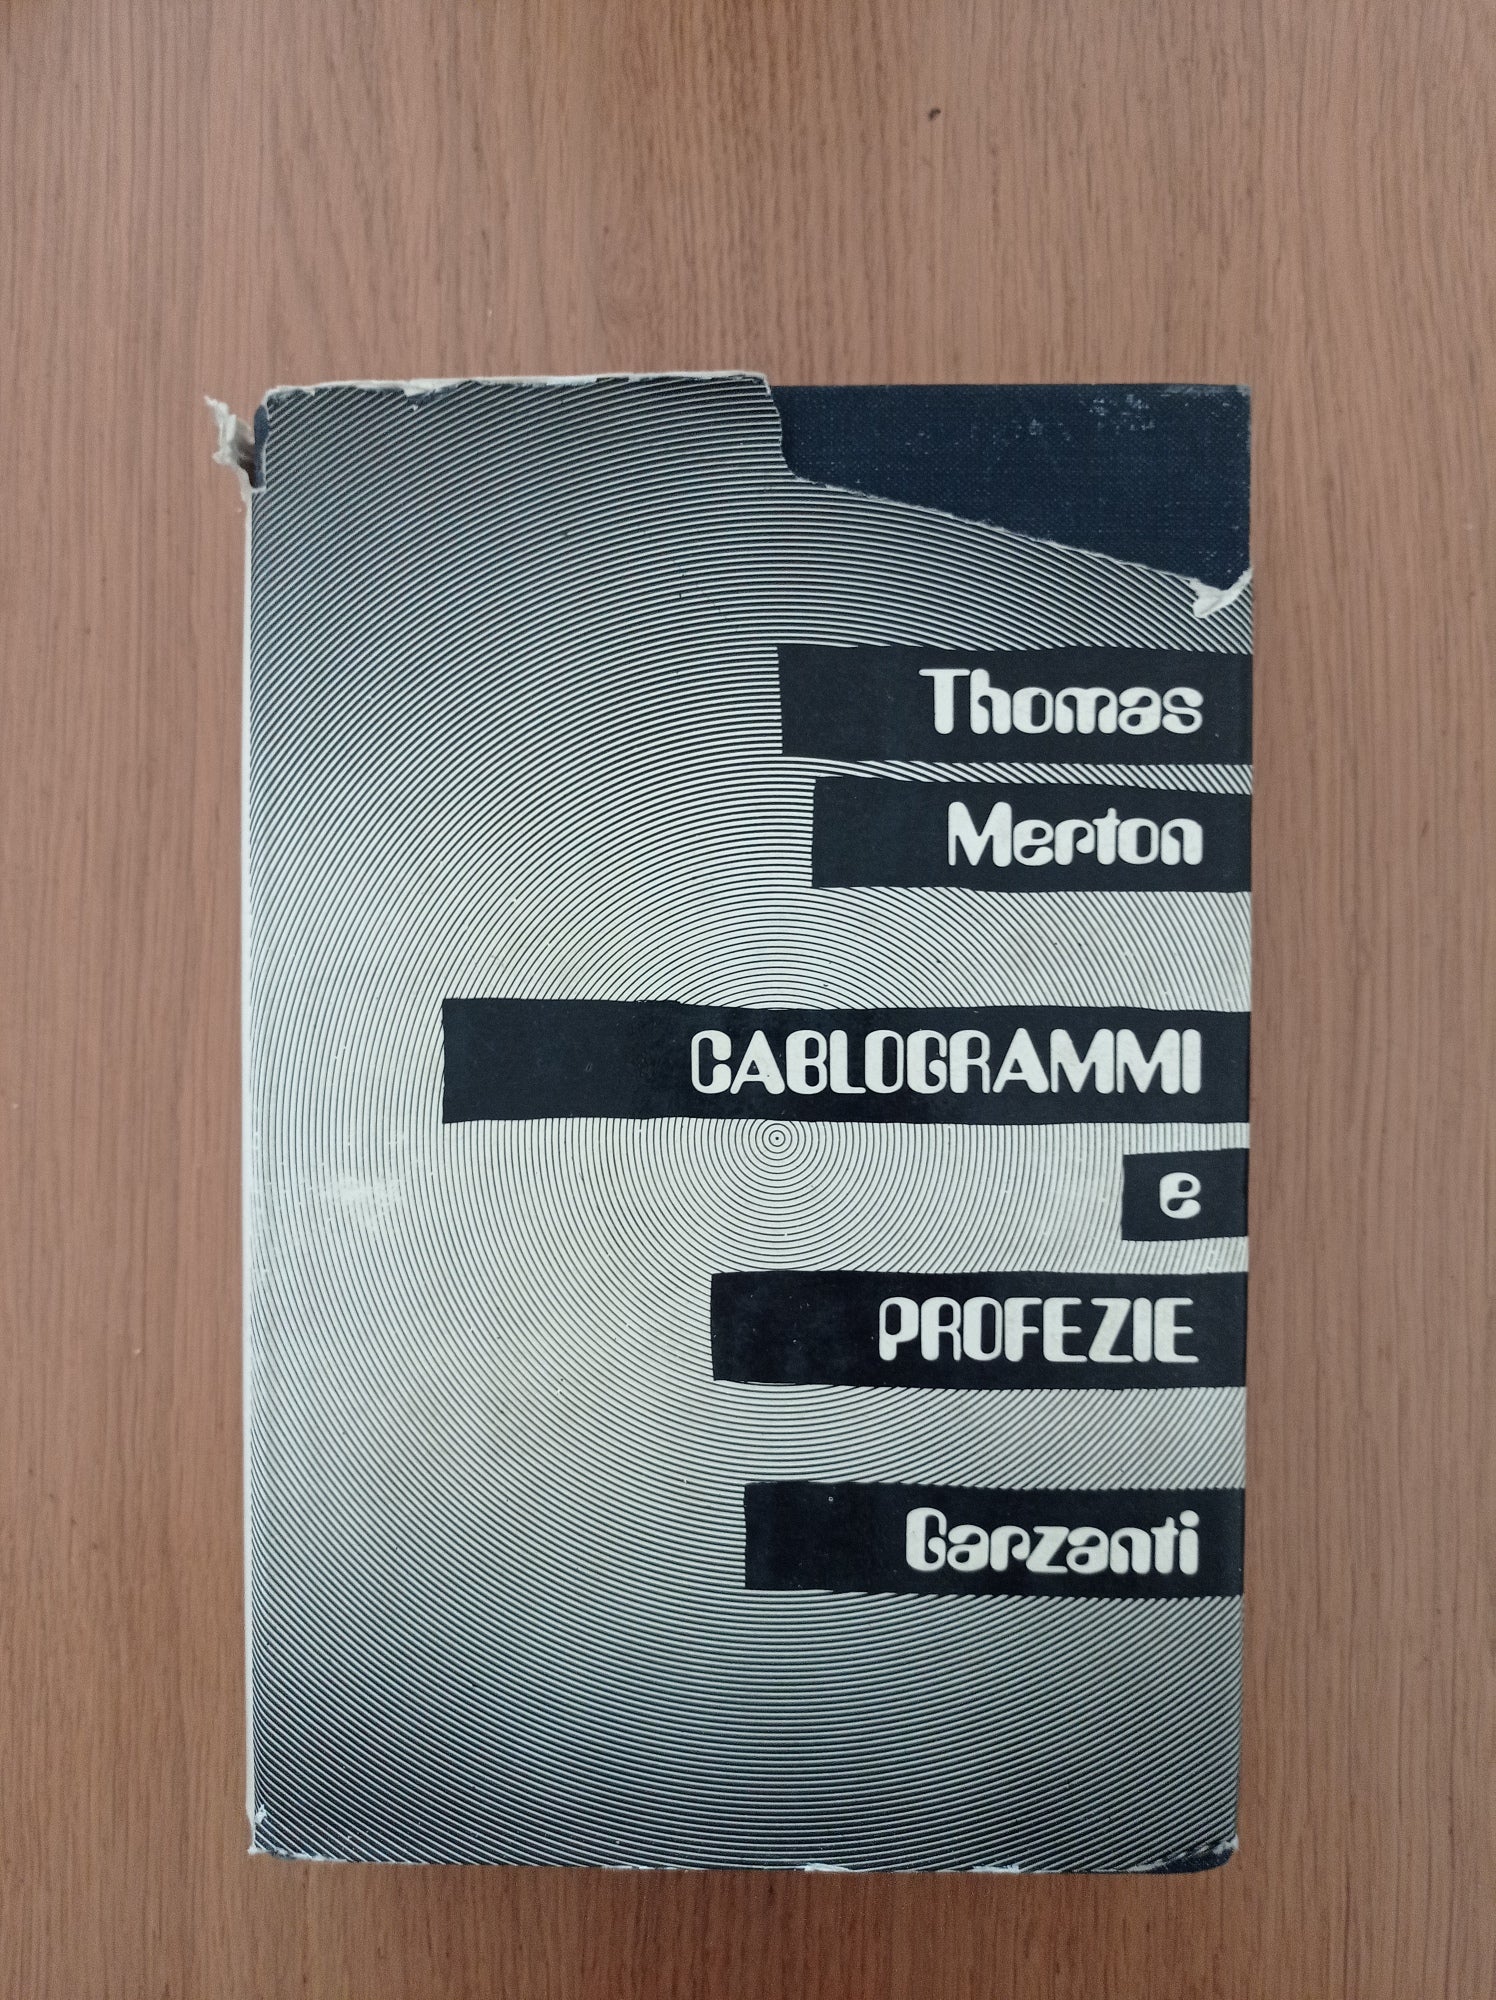 Thomas
Merton
CABLOGRAMMI
e
PROFEZIE
Garzanti